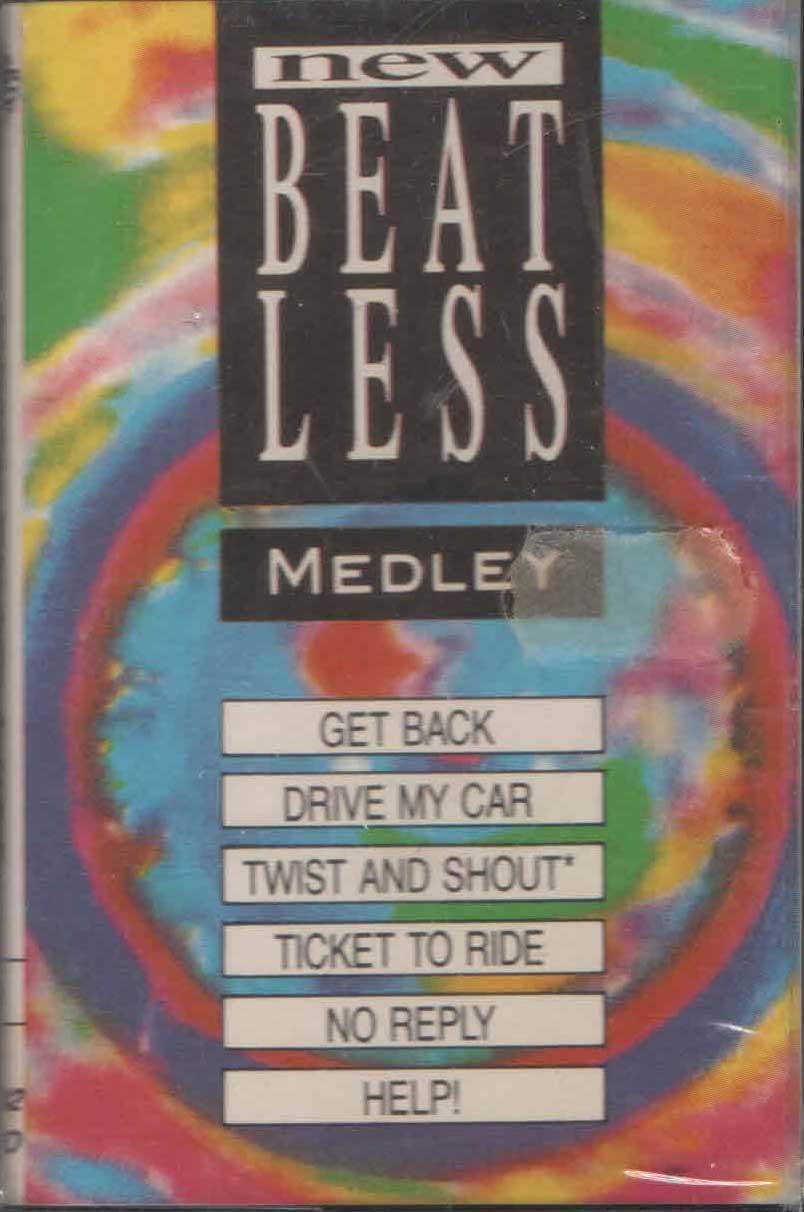 new
BEAT
LESS
MEDLEY
GET BACK
DRIVE MY CAR
TWIST AND SHOUT*
TICKET TO RIDE
NO REPLY
HELP!